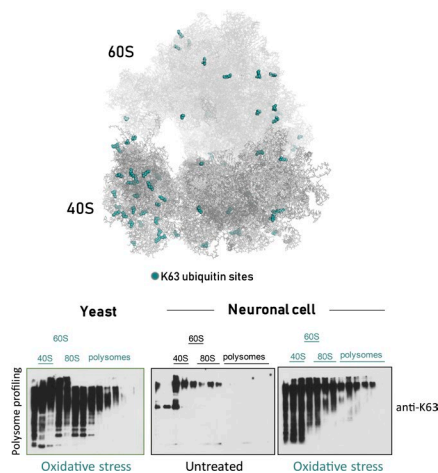 60S
40S
K63 ubiquitin sites
Yeast
Neuronal cell
60S
40S 80S polysomes
60S
40S 80S polysomes
60S
40S 80S polysomes
Polysome profiling
anti-K63
Oxidative stress
Untreated
Oxidative stress